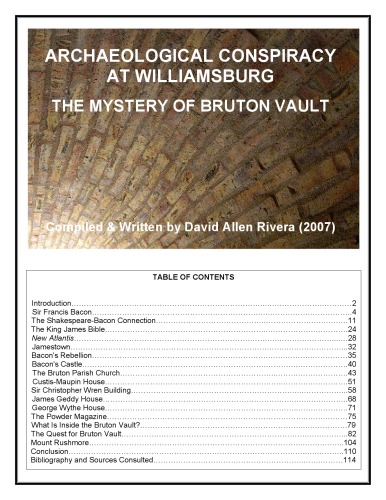 ARCHAEOLOGICAL CONSPIRACY
AT WILLIAMSBURG
THE MYSTERY OF BRUTON VAULT
Compiled & Written by David Allen Rivera (2007)
TABLE OF CONTENTS
Introduction 2
Sir Francis Bacon 4
The Shakespeare-Bacon Connection 11
The King James Bible 24
New Atlantis 28
Jamestown 32
Bacon's Rebellion 35
Bacon's Castle 40
The Bruton Parish Church 43
Custis-Maupin House 51
Sir Christopher Wren Building 58
James Geddy House 68
George Wythe House 71
The Powder Magazine 75
What Is Inside the Bruton Vault? 79
The Quest for Bruton Vault 82
Mount Rushmore 104
Conclusion 110
Bibliography and Sources Consulted 114